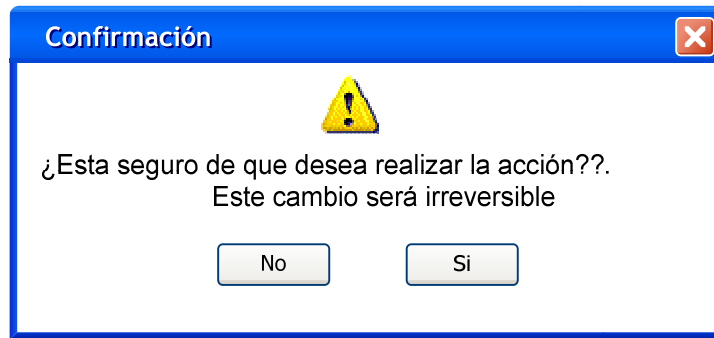 Confirmación
¿Esta seguro de que desea realizar la acción??.
Este cambio será irreversible
No
Si